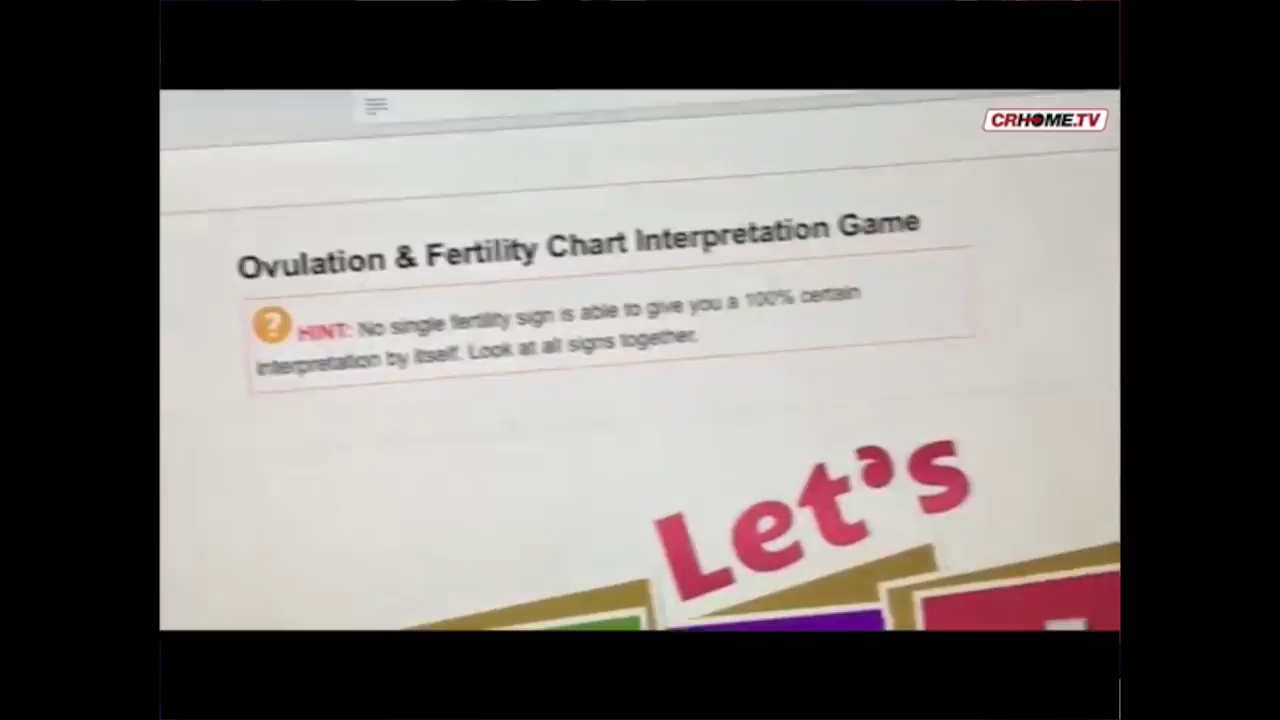 CRHOME.TV
Ovulation & Fertility Chart Interpretation Game
HINT: No single fertility sign is able to give you a 100% certain
interpretation by itself. Look at all signs together.
Let's